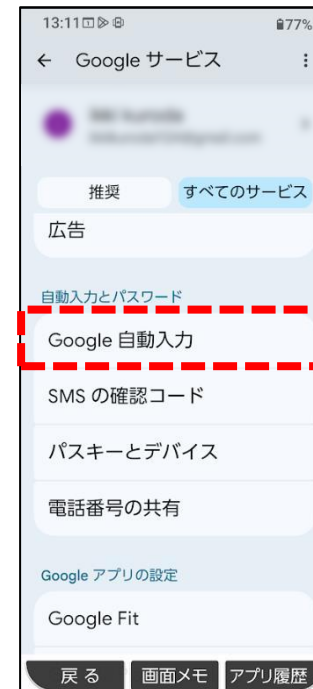 13:11
77%
Google サービス
推奨
すべてのサービス
広告
自動入力とパスワード
Google 自動入力
SMS の確認コード
パスキーとデバイス
電話番号の共有
Google アプリの設定
Google Fit
戻る
画面メモ
アプリ履歴